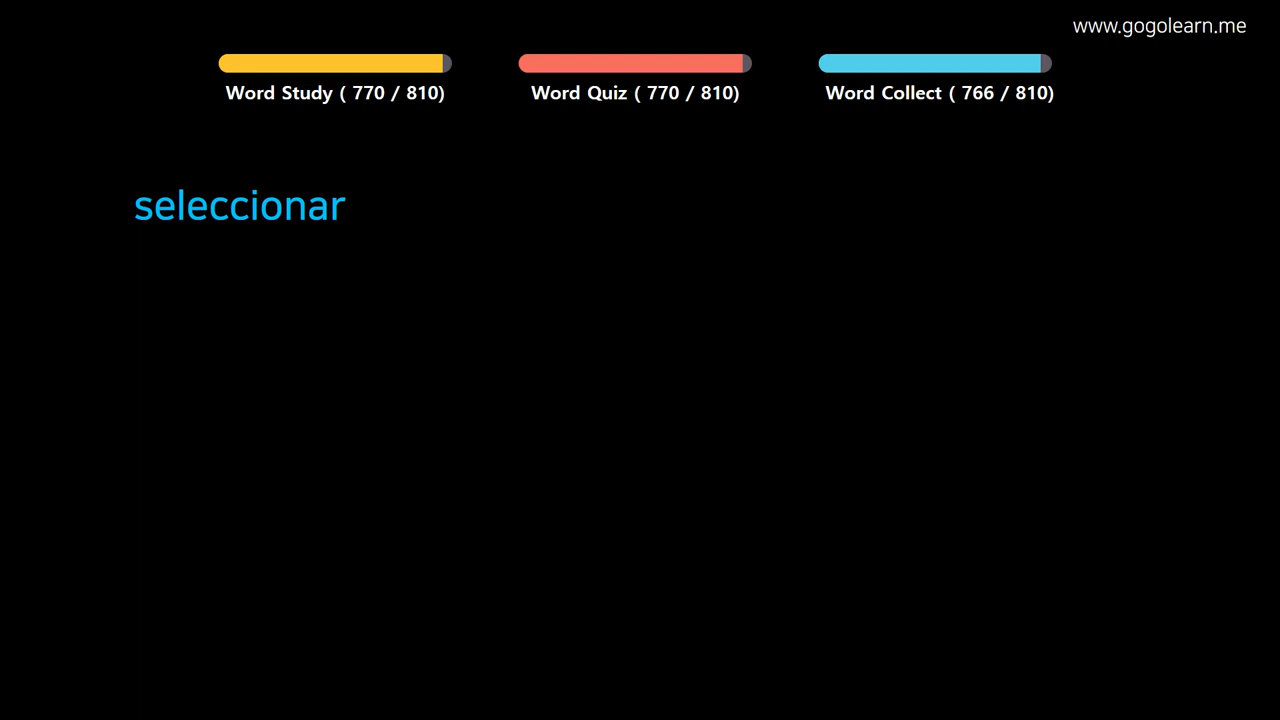 www.gogolearn.me
Word Study ( 770 / 810)
Word Quiz ( 770 / 810)
Word Collect ( 766 / 810)
seleccionar